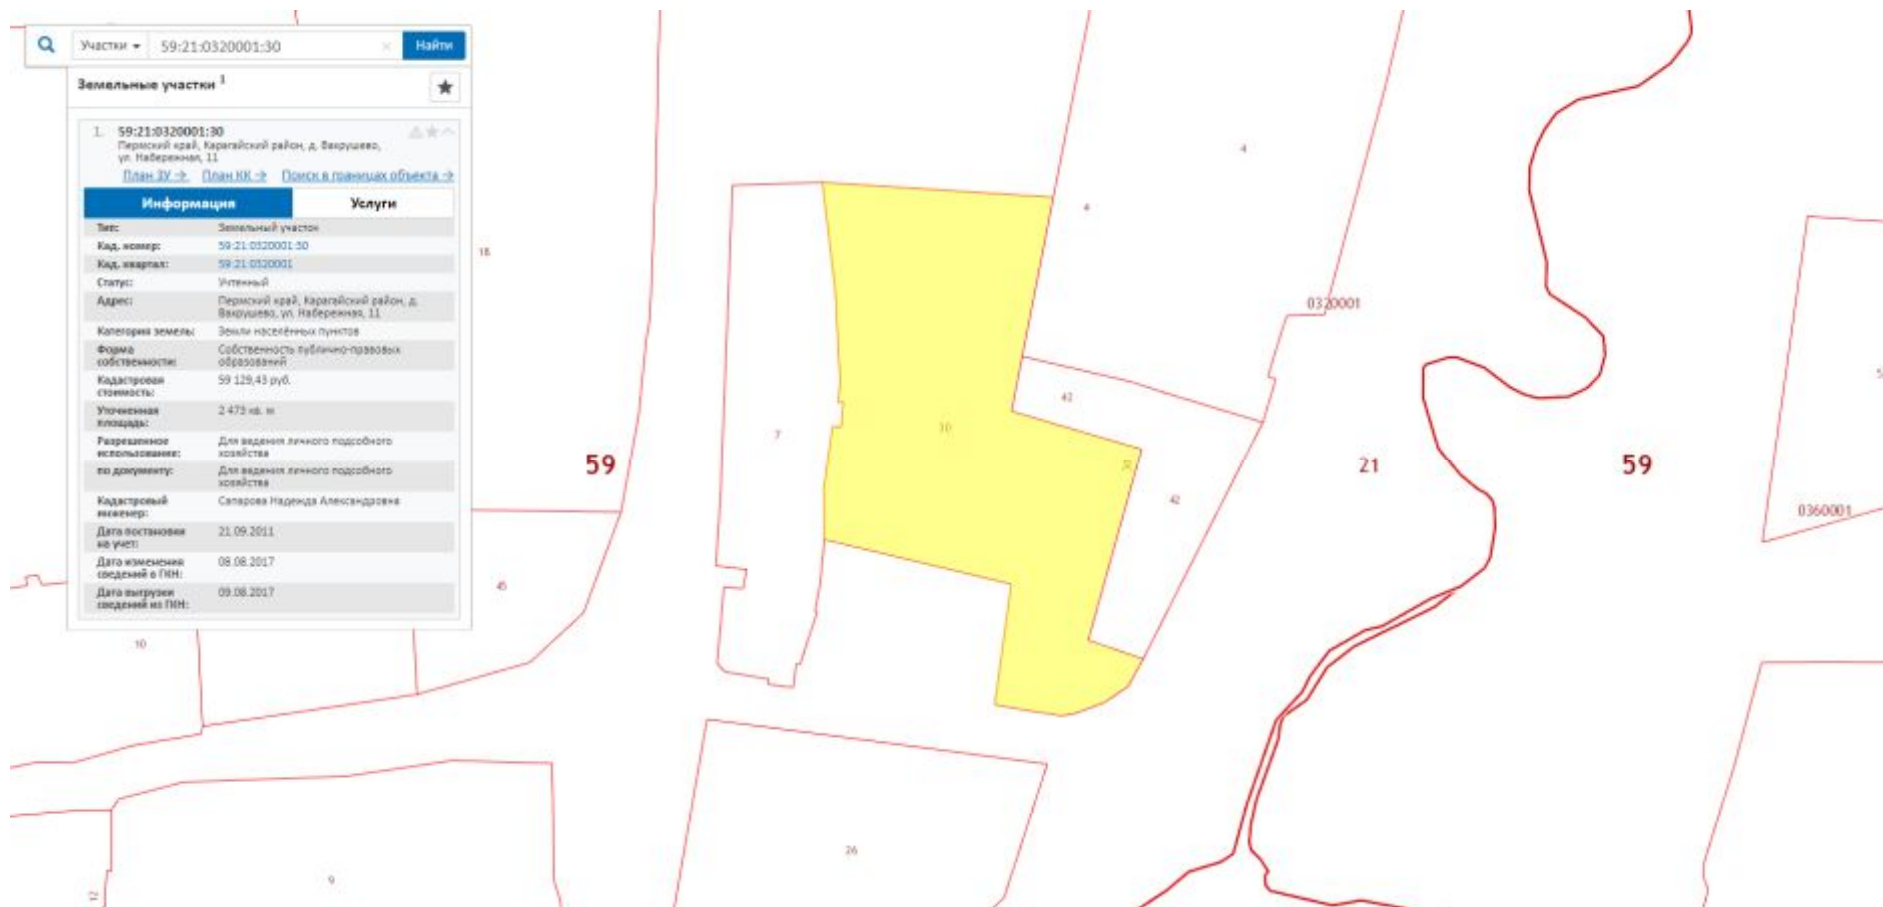 Участки
59:21:0320001:30
Найти
Земельные участки 1
1. 59:21:0320001:30
Пермский край, Карагайский район, д. Вахрушево,
ул. Набережная, 11
План ЗУ → План КК → Поиск в границах объекта →
Информация Услуги
Тип: Земельный участок
Кад. номер: 59:21:0320001:30
Кад. квартал: 59:21:0320001
Статус: Учтенный
Адрес: Пермский край, Карагайский район, д.
Вахрушево, ул. Набережная, 11
Категория земель: Земли населённых пунктов
Форма собственности: Собственность публично-правовых
образований
Кадастровая стоимость: 59 129,43 руб.
Уточненная площадь: 2 473 кв. м
Разрешенное использование: Для ведения личного подсобного
хозяйства
по документу: Для ведения личного подсобного
хозяйства
Кадастровый инженер: Сапарова Надежда Александровна
Дата постановки на учет: 21.09.2011
Дата изменения сведений в ГКН: 08.08.2017
Дата выгрузки сведений из ГКН: 09.08.2017
4
4
18
0320001
43
7
30
59
21
59
42
0360001
45
10
26
9
12